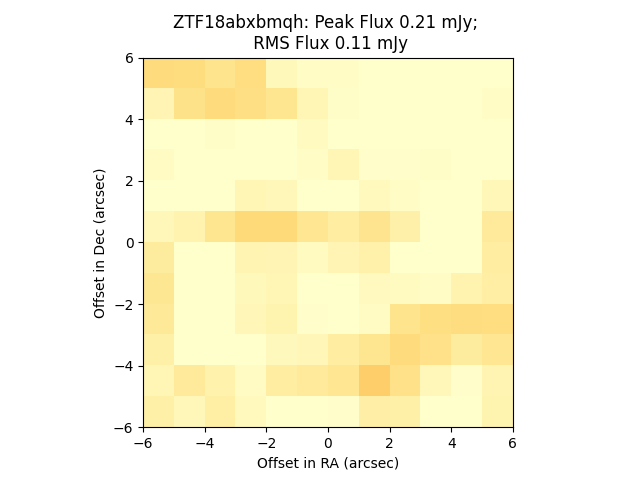 ZTF18abxbmqh: Peak Flux 0.21 mJy;
RMS Flux 0.11 mJy
6
4
2
0
−2
−4
−6
Offset in Dec (arcsec)
−6 −4 −2 0 2 4 6
Offset in RA (arcsec)